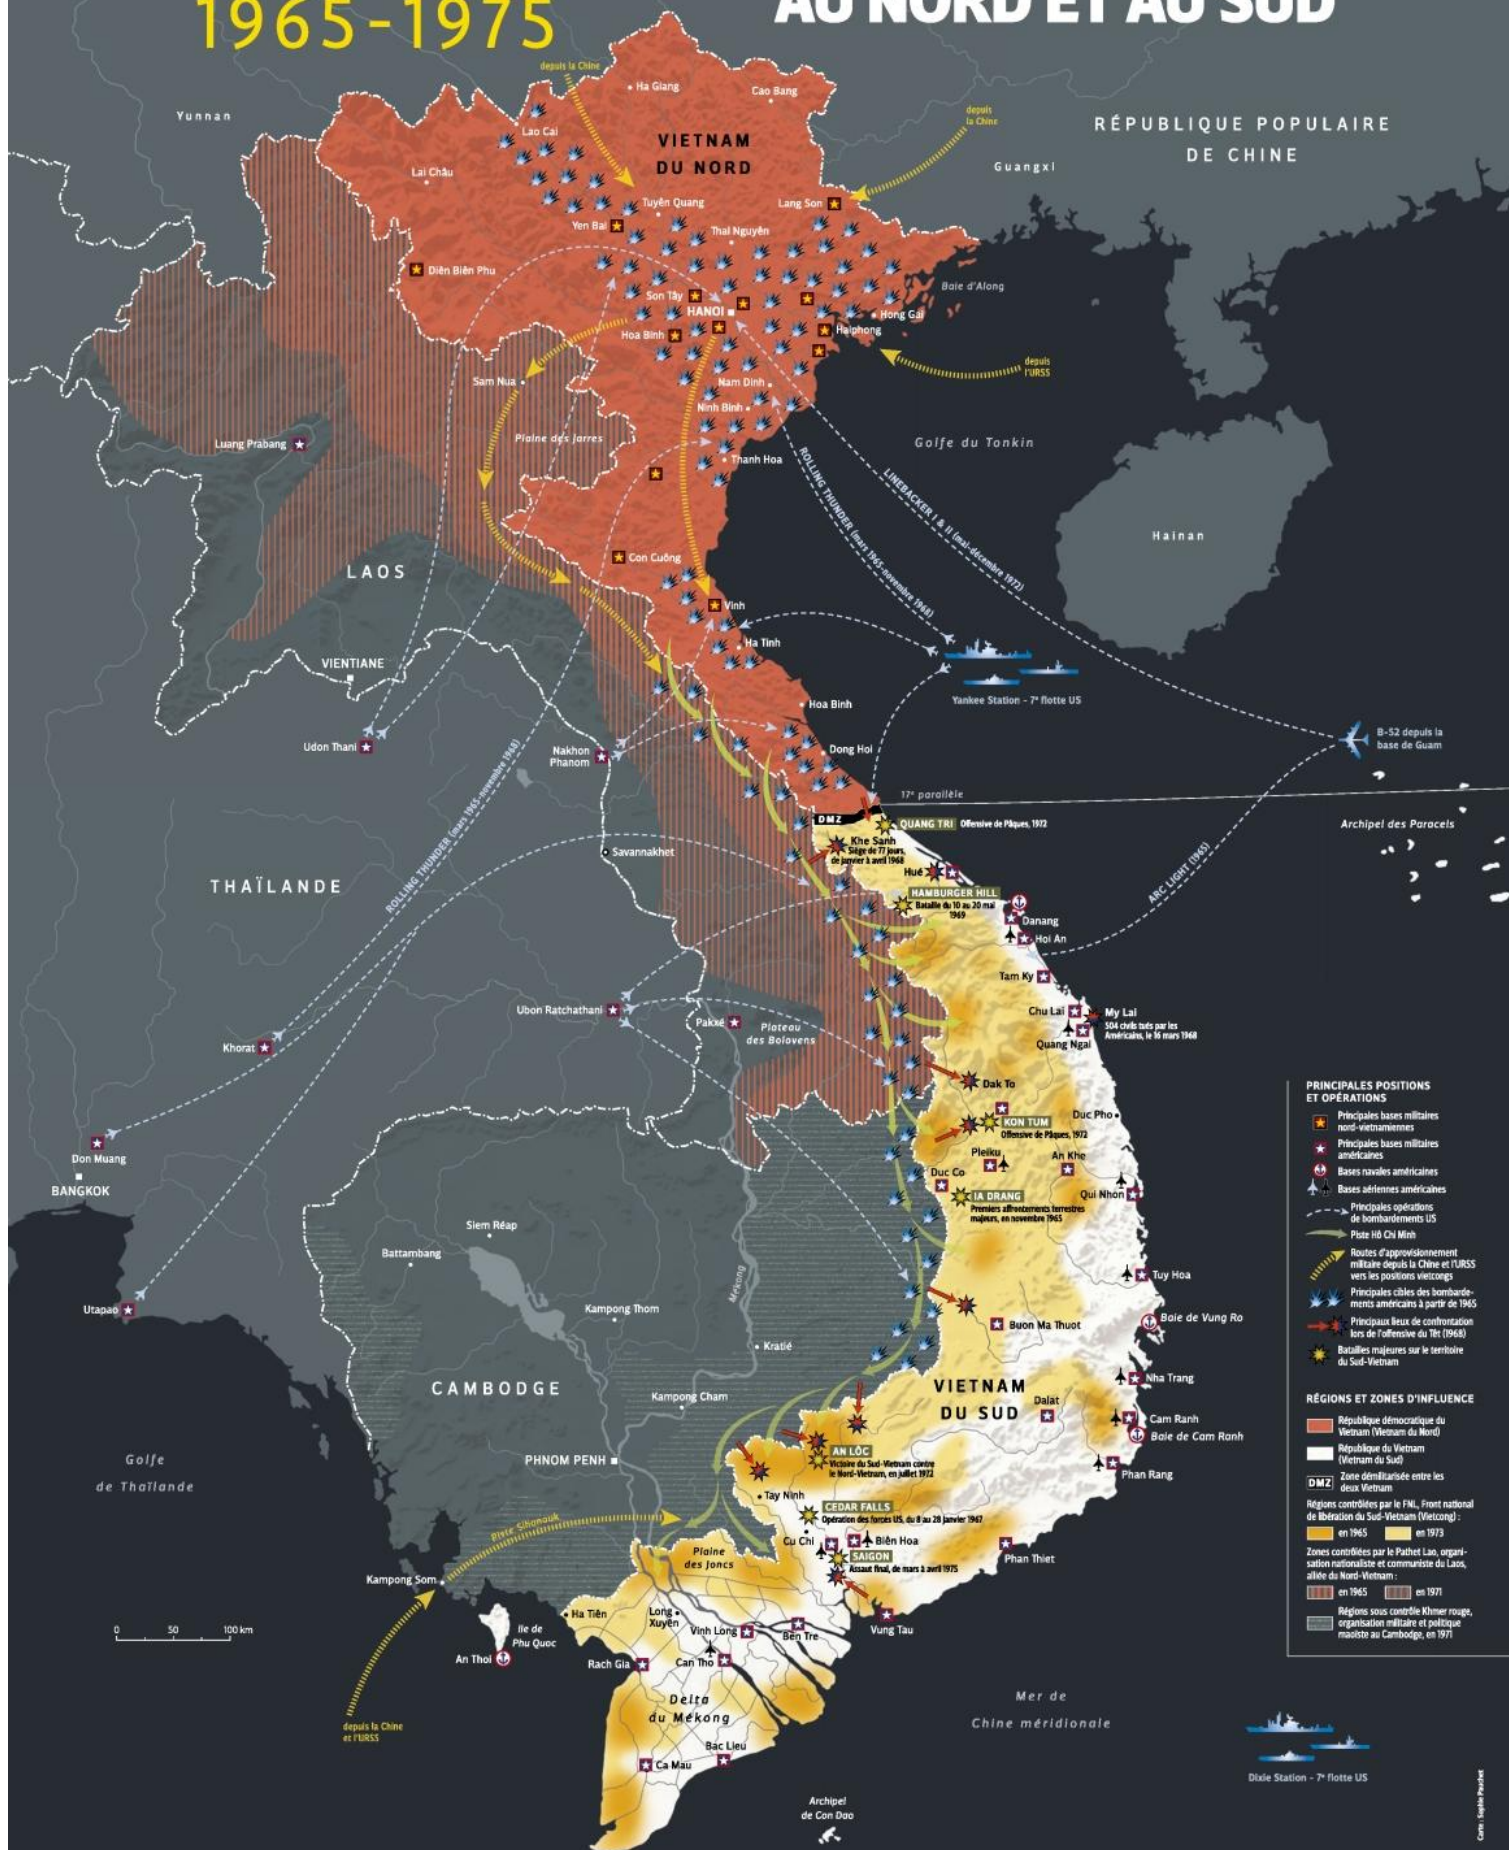 1965-1975
AU NORD ET AU SUD
depuis la Chine
Ha Giang
Cao Bang
Yunnan
depuis
la Chine
RÉPUBLIQUE POPULAIRE
DE CHINE
Lao Cai
VIETNAM
DU NORD
Guangxi
Lai Châu
Tuyên Quang
Lang Son
Yen Bai
Thai Nguyên
Diên Biên Phu
Baie d'Along
Son Tây
HANOI
Hong Gai
Hoa Binh
Haiphong
depuis
l'URSS
Sam Nua
Nam Dinh
Ninh Binh
Plaine des Jarres
Luang Prabang
Golfe du Tonkin
Thanh Hoa
ROLLING THUNDER (mars 1965-novembre 1968)
LINEBACKER I & II (mai-décembre 1972)
Hainan
Con Cuông
LAOS
Vinh
Ha Tinh
VIENTIANE
Yankee Station - 7e flotte US
Hoa Binh
Udon Thani
Nakhon
Phanom
Dong Hoi
B-52 depuis la
base de Guam
17e parallèle
DMZ
QUANG TRI Offensive de Pâques, 1972
Archipel des Paracels
Khe Sanh
Siège de 77 jours,
de janvier à avril 1968
Savannakhet
Hué
THAÏLANDE
ROLLING THUNDER (mars 1965-novembre 1968)
ARC LIGHT (1965)
HAMBURGER HILL
Bataille du 10 au 20 mai
1969
Danang
Hoi An
Tam Ky
Ubon Ratchathani
Pakxé
Plateau
des Bolovens
Chu Lai
My Lai
504 civils tués par les
Américains, le 16 mars 1968
Quang Ngai
Khorat
Dak To
Duc Pho
KON TUM
Offensive de Pâques, 1972
Don Muang
BANGKOK
Pleiku
An Khe
Duc Co
Qui Nhon
IA DRANG
Premiers affrontements terrestres
majeurs, en novembre 1965
Siem Réap
Battambang
Mékong
Tuy Hoa
Utapao
Kampong Thom
Buon Ma Thuot
Baie de Vung Ro
Kratié
CAMBODGE
Kampong Cham
VIETNAM
DU SUD
Nha Trang
Dalat
Cam Ranh
Baie de Cam Ranh
PHNOM PENH
AN LÔC
Victoire du Sud-Vietnam contre
le Nord-Vietnam, en juillet 1972
Phan Rang
Golfe
de Thaïlande
Tay Ninh
CEDAR FALLS
Opération des forces US, du 8 au 28 janvier 1967
Piste Sihanouk
Cu Chi
Biên Hoa
Plaine
des Joncs
SAIGON
Assaut final, de mars à avril 1975
Phan Thiet
Kampong Som
Ha Tiên
Long
Xuyên
Vinh Long
Ben Tre
Vung Tau
0 50 100 km
Ile de
Phu Quoc
An Thoi
Rach Gia
Can Tho
Delta
du Mékong
depuis la Chine
et l'URSS
Mer de
Chine méridionale
Bac Lieu
Ca Mau
Archipel
de Con Dao
Dixie Station - 7e flotte US
PRINCIPALES POSITIONS
ET OPÉRATIONS
Principales bases militaires
nord-vietnamiennes
Principales bases militaires
américaines
Bases navales américaines
Bases aériennes américaines
Principales opérations
de bombardements US
Piste Hô Chi Minh
Routes d'approvisionnement
militaire depuis la Chine et l'URSS
vers les positions vietcongs
Principales cibles des bombarde-
ments américains à partir de 1965
Principaux lieux de confrontation
lors de l'offensive du Têt (1968)
Batailles majeures sur le territoire
du Sud-Vietnam
RÉGIONS ET ZONES D'INFLUENCE
République démocratique du
Vietnam (Vietnam du Nord)
République du Vietnam
(Vietnam du Sud)
DMZ
Zone démilitarisée entre les
deux Vietnam
Régions contrôlées par le FNL, Front national
de libération du Sud-Vietnam (Vietcong) :
en 1965 en 1973
Zones contrôlées par le Pathet Lao, organi-
sation nationaliste et communiste du Laos,
alliée du Nord-Vietnam :
en 1965 en 1971
Régions sous contrôle Khmer rouge,
organisation militaire et politique
maoïste au Cambodge, en 1971
Carte : Sophie Pauchet